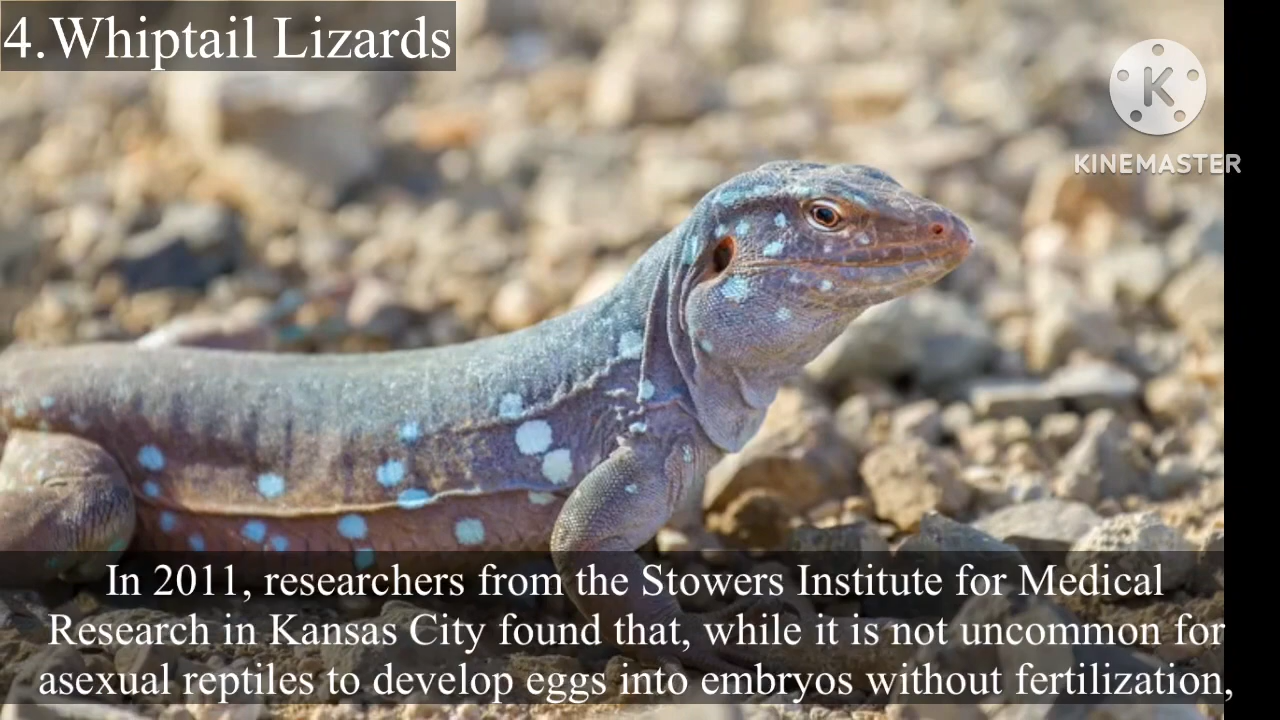 4.Whiptail Lizards
K
KINEMASTER
In 2011, researchers from the Stowers Institute for Medical
Research in Kansas City found that, while it is not uncommon for
asexual reptiles to develop eggs into embryos without fertilization,